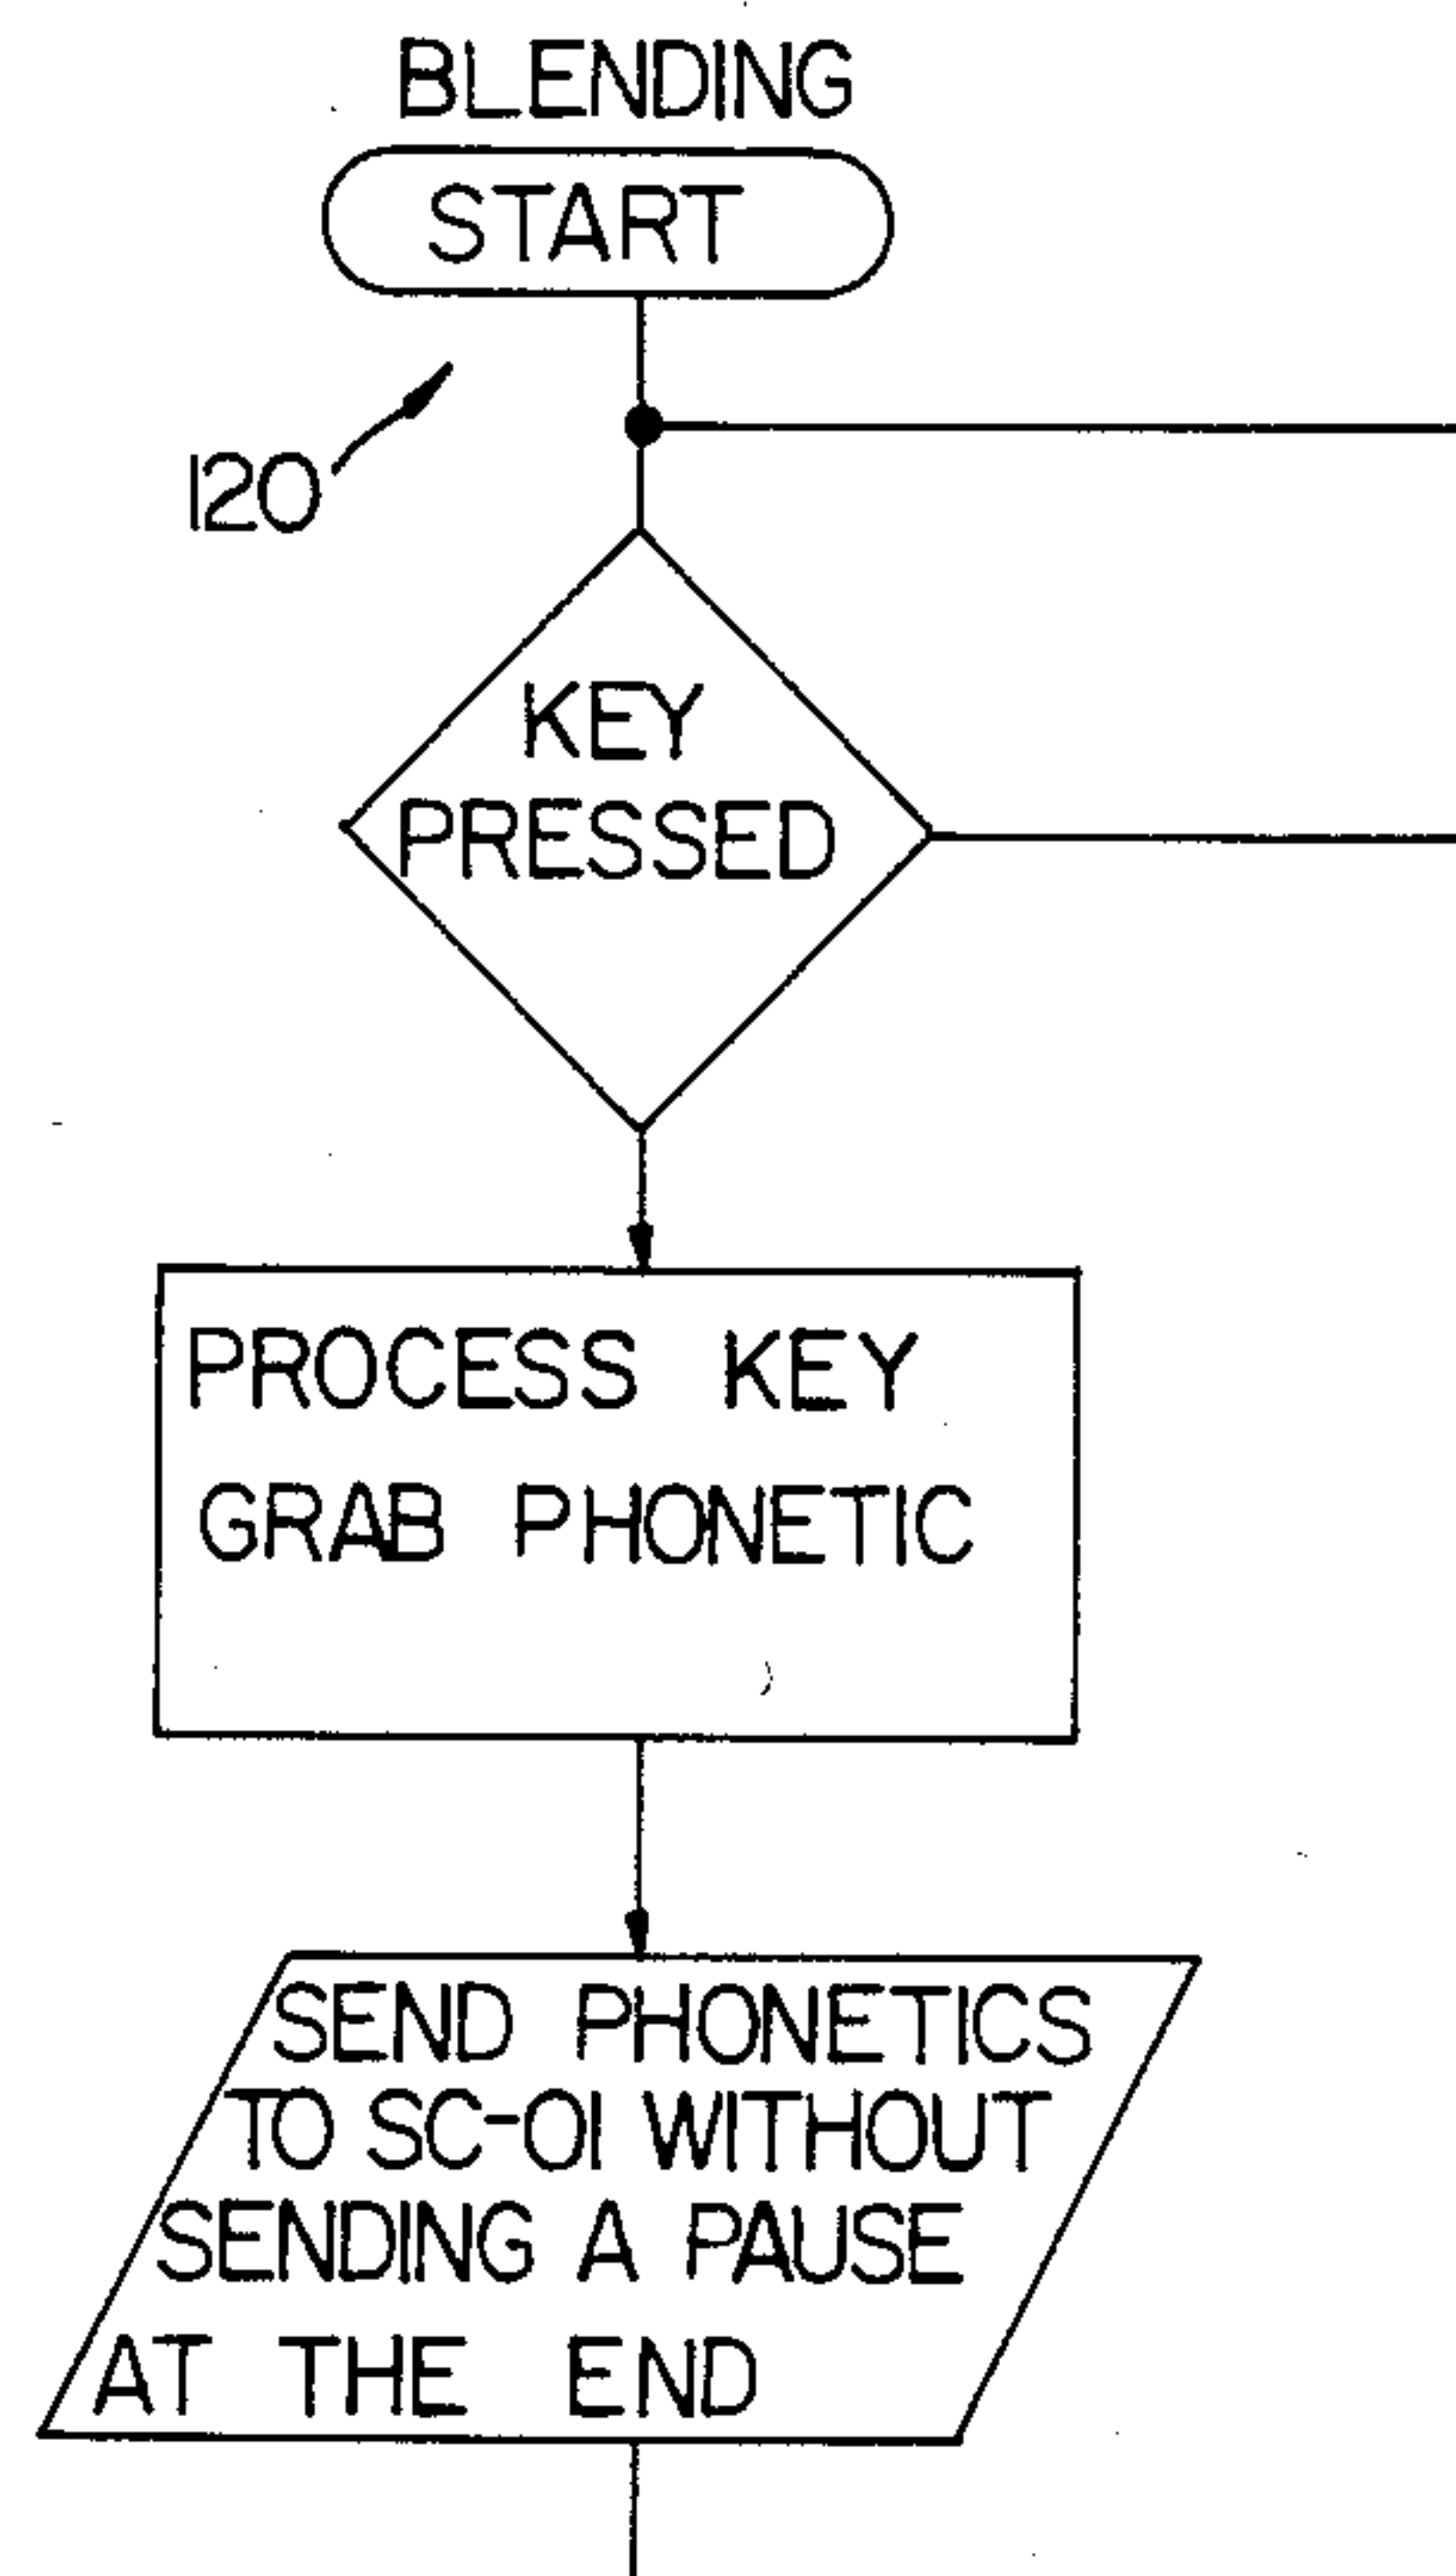 BLENDING
START
120
KEY
PRESSED
PROCESS KEY
GRAB PHONETIC
SEND PHONETICS
TO SC-01 WITHOUT
SENDING A PAUSE
AT THE END